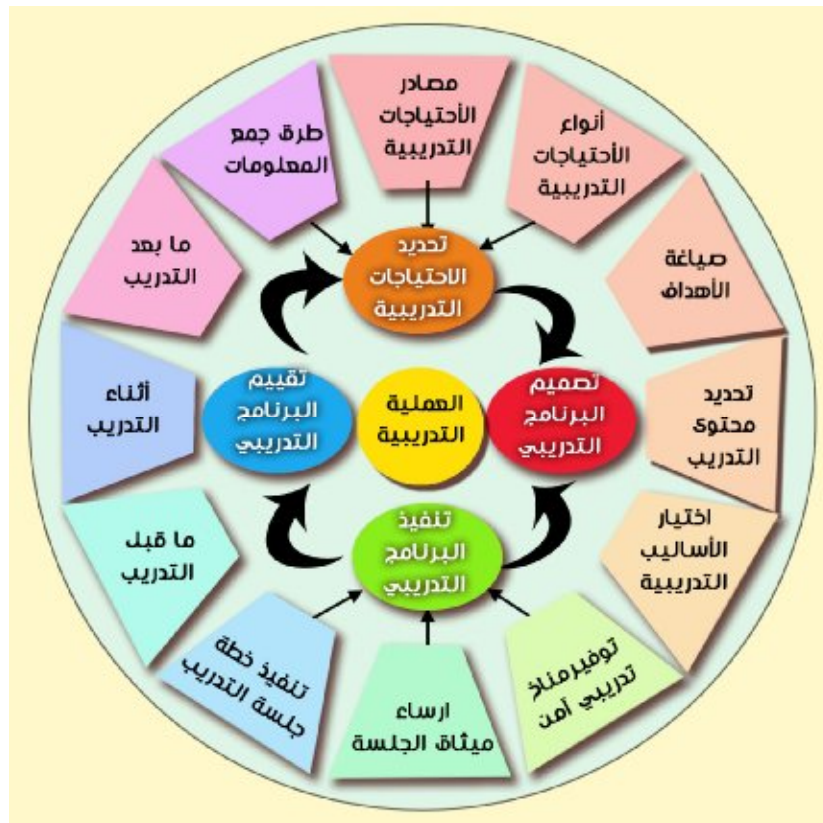 مصادر
الأحتياجات
التدريبية
أنواع
الأحتياجات
التدريبية
صياغة
الأهداف
تحديد
محتوى
التدريب
اختيار
الأساليب
التدريبية
توفيرمناخ
تدريبي آمن
ارساء
ميثاق الجلسة
تنفيذ خطة
جلسة التدريب
ما قبل
التدريب
أثناء
التدريب
ما بعد
التدريب
طرق جمع
المعلومات
تحديد
الاحتياجات
التدريبية
تصميم
البرنامج
التدريبي
تنفيذ
البرنامج
التدريبي
تقييم
البرنامج
التدريبي
العملية
التدريبية